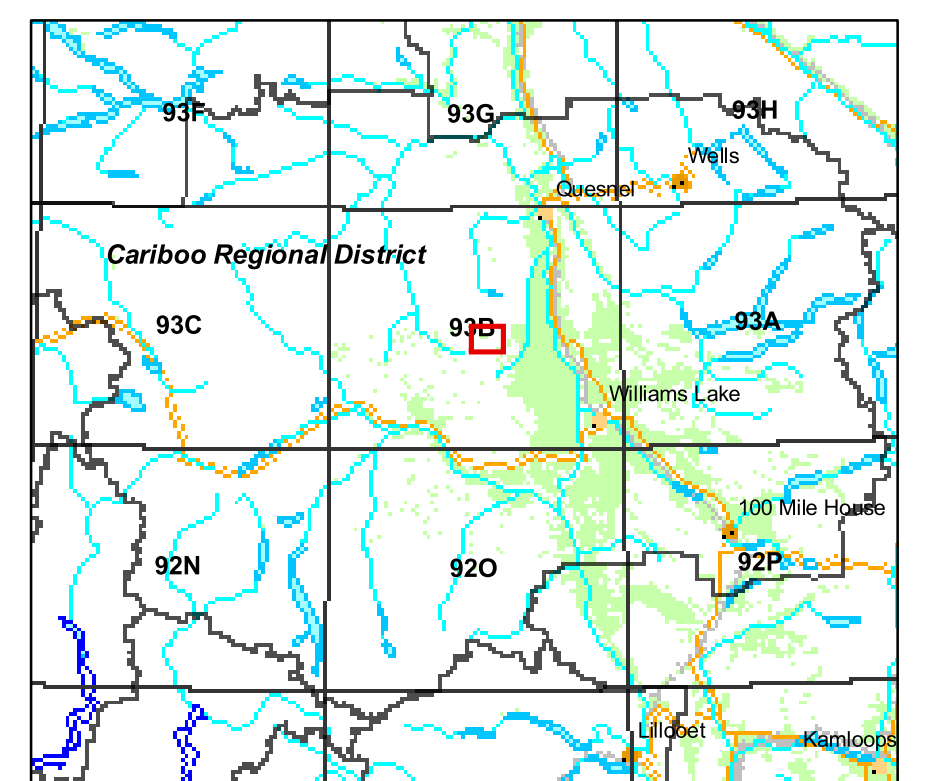 93F
93G
93H
Wells
Quesnel
Cariboo Regional District
93C
93B
93A
Williams Lake
100 Mile House
92N
92O
92P
Lillooet
Kamloops